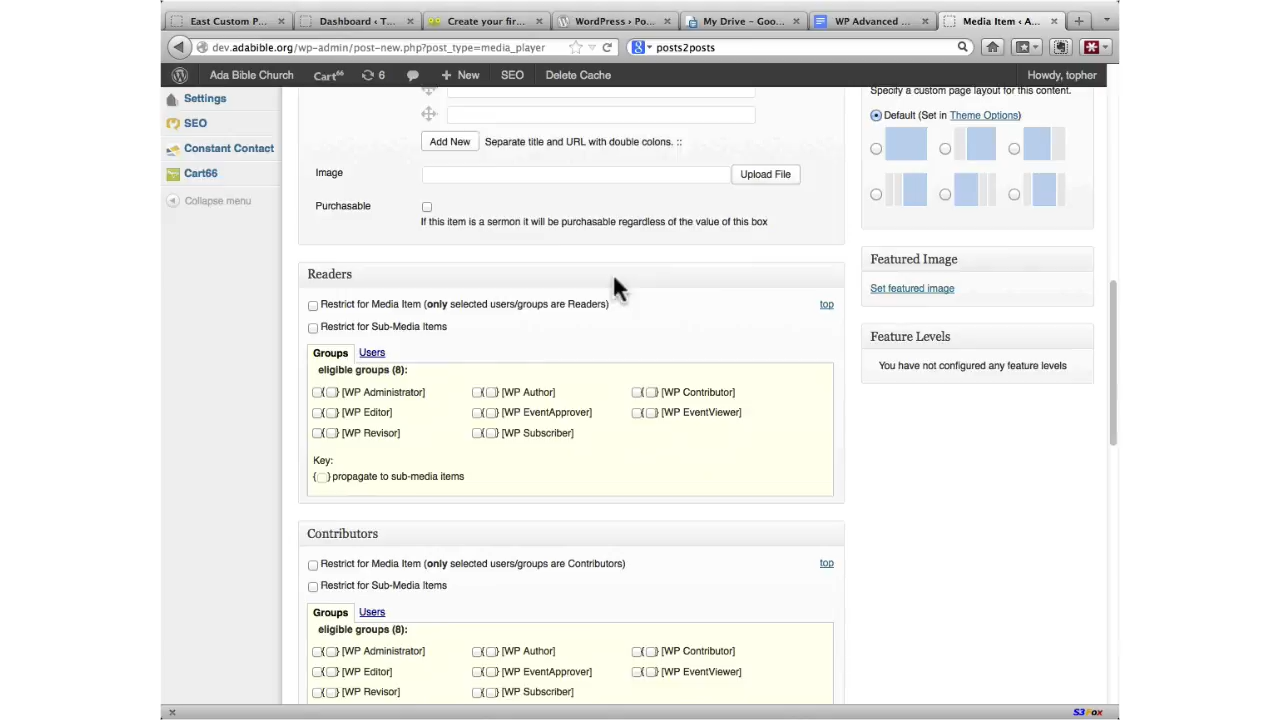 East Custom P...
Dashboard ‹ T...
Create your fir...
WordPress › Po...
My Drive - Goo...
WP Advanced ...
Media Item ‹ A...
dev.adabible.org/wp-admin/post-new.php?post_type=media_player
posts2posts
Ada Bible Church
Cart66
6
New
SEO
Delete Cache
Howdy, topher
Settings
SEO
Constant Contact
Cart66
Collapse menu
Add New
Separate title and URL with double colons. ::
Image
Upload File
Purchasable
If this item is a sermon it will be purchasable regardless of the value of this box
Readers
Restrict for Media Item (only selected users/groups are Readers)
top
Restrict for Sub-Media Items
Groups
Users
eligible groups (8):
{ } [WP Administrator]
{ } [WP Author]
{ } [WP Contributor]
{ } [WP Editor]
{ } [WP EventApprover]
{ } [WP EventViewer]
{ } [WP Revisor]
{ } [WP Subscriber]
Key:
{ } propagate to sub-media items
Contributors
Restrict for Media Item (only selected users/groups are Contributors)
top
Restrict for Sub-Media Items
Groups
Users
eligible groups (8):
{ } [WP Administrator]
{ } [WP Author]
{ } [WP Contributor]
{ } [WP Editor]
{ } [WP EventApprover]
{ } [WP EventViewer]
{ } [WP Revisor]
{ } [WP Subscriber]
Specify a custom page layout for this content.
Default (Set in Theme Options)
Featured Image
Set featured image
Feature Levels
You have not configured any feature levels
S3Fox